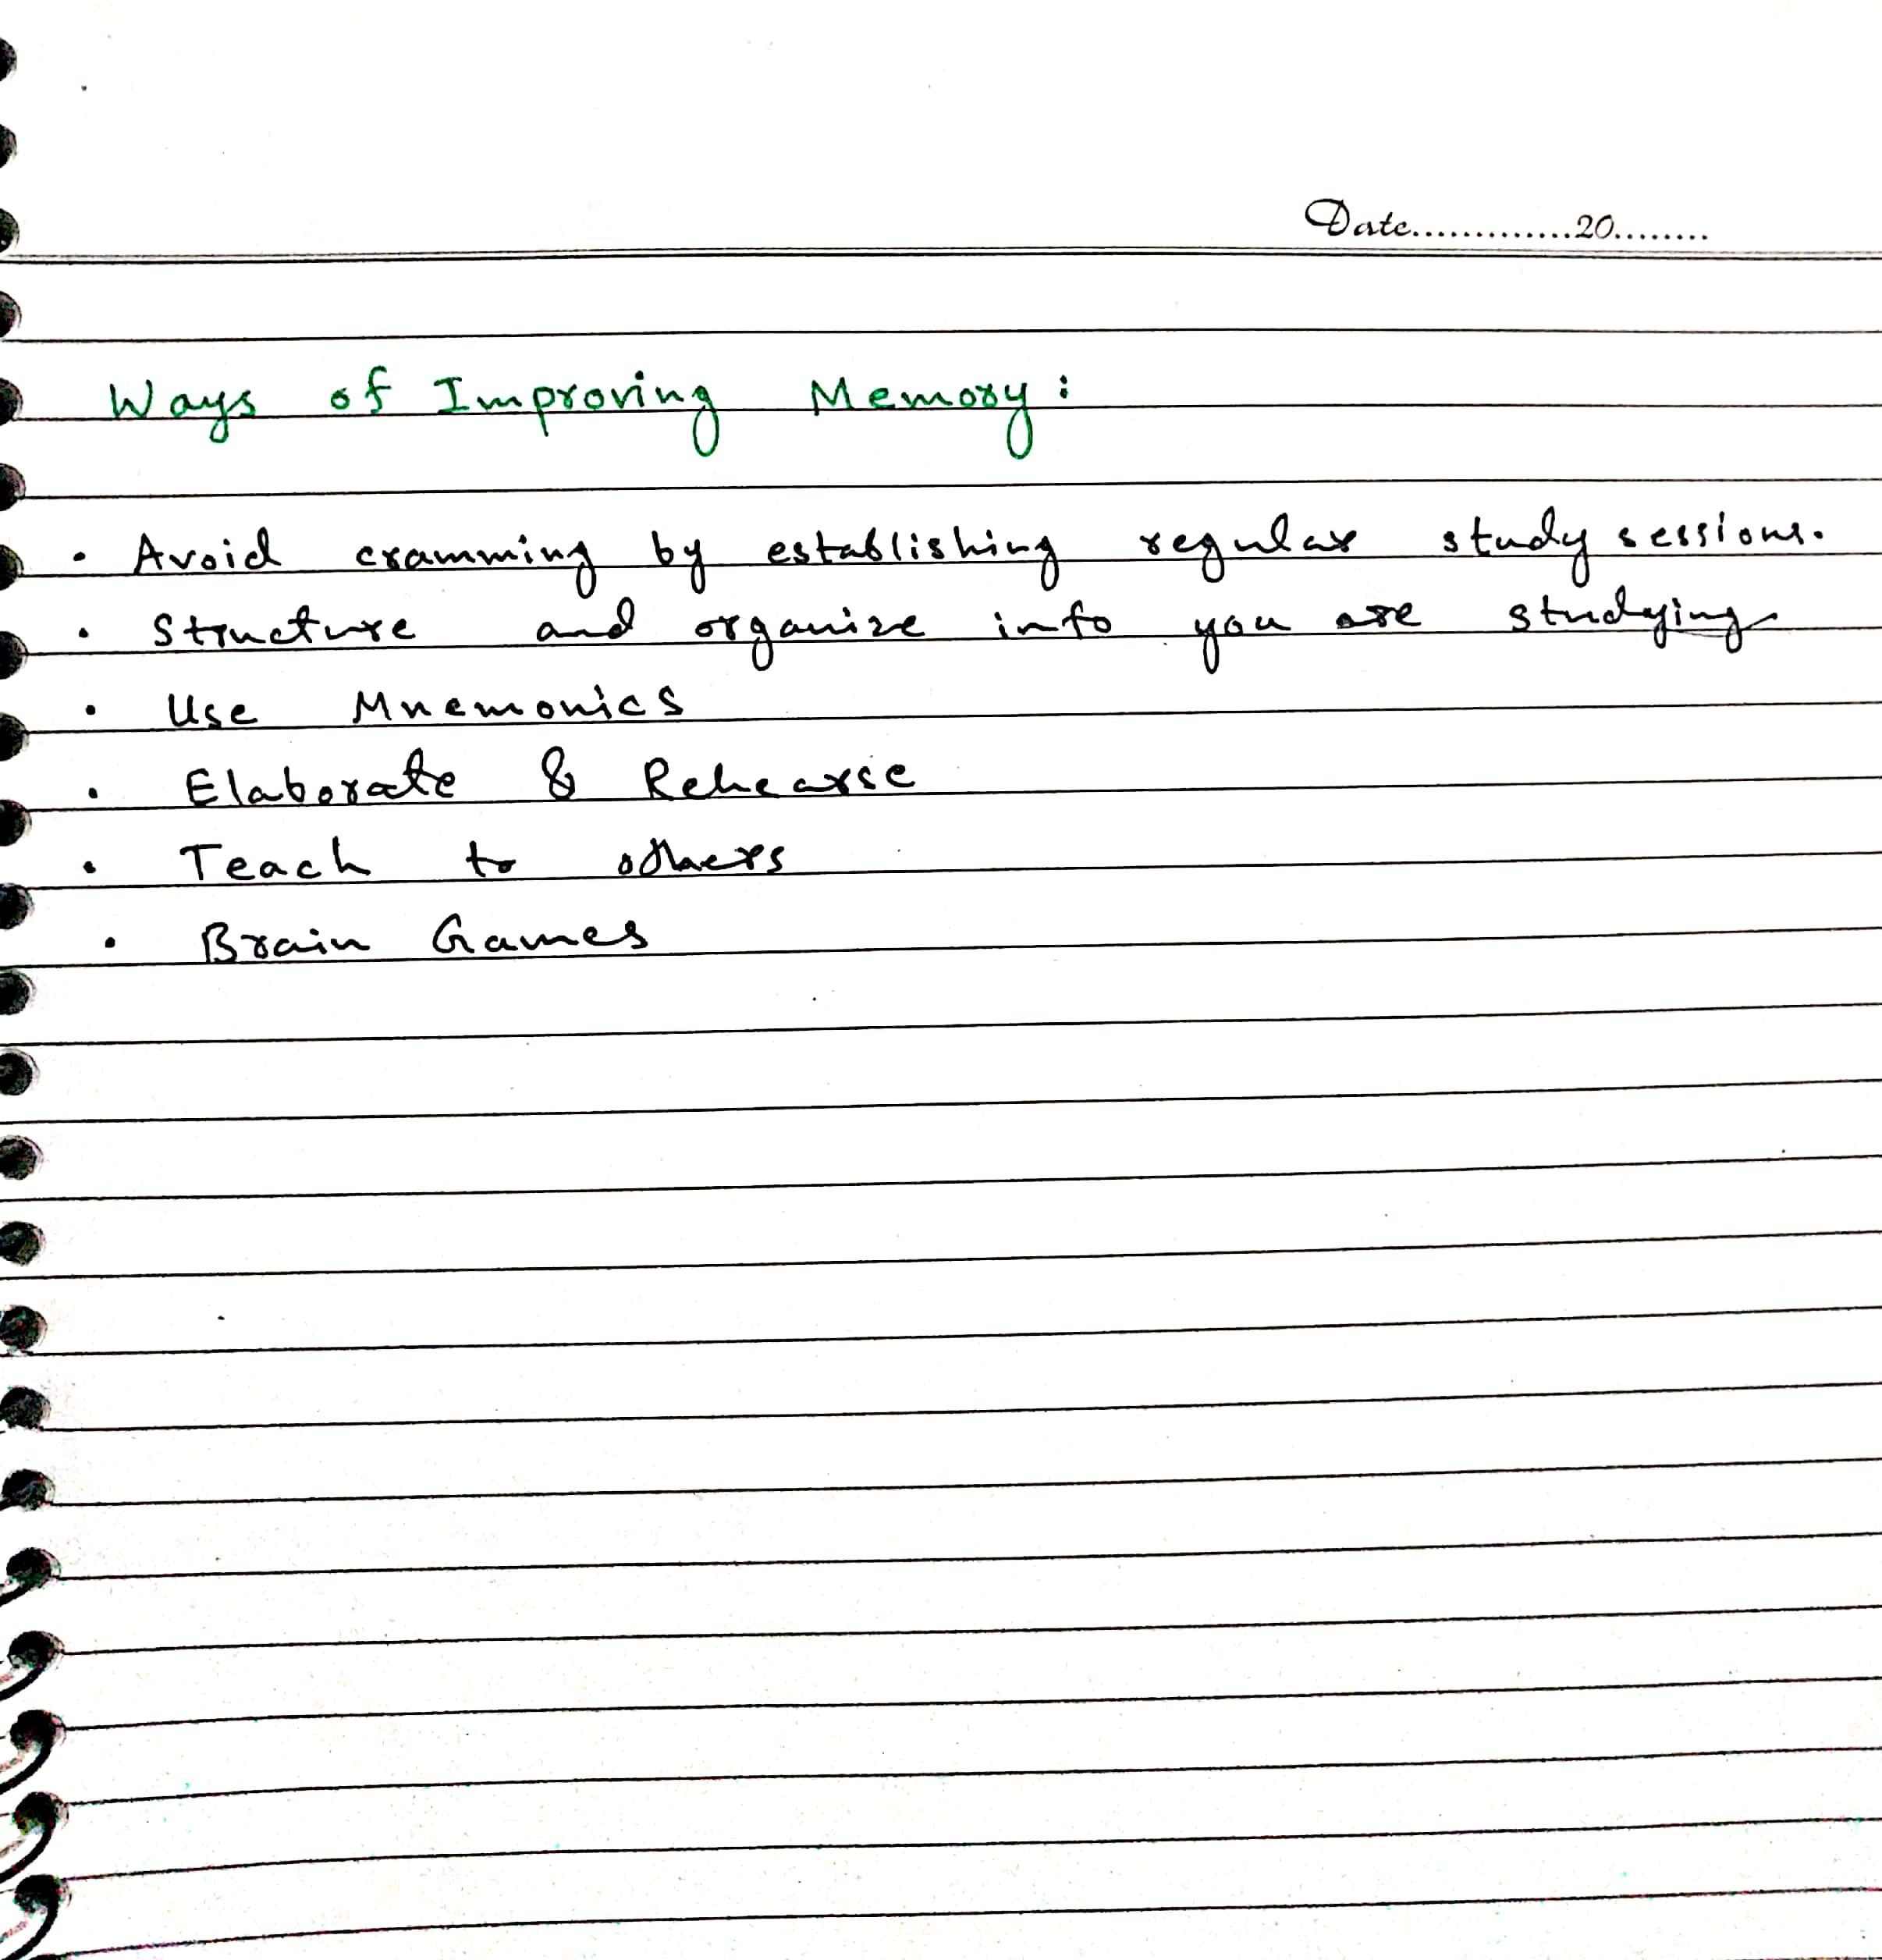 Date..............20........
Ways of Improving Memory:
• Avoid cramming by establishing regular study sessions.
• Structure and organize info you are studying
• Use Mnemonics
• Elaborate & Rehearse
• Teach to others
• Brain Games